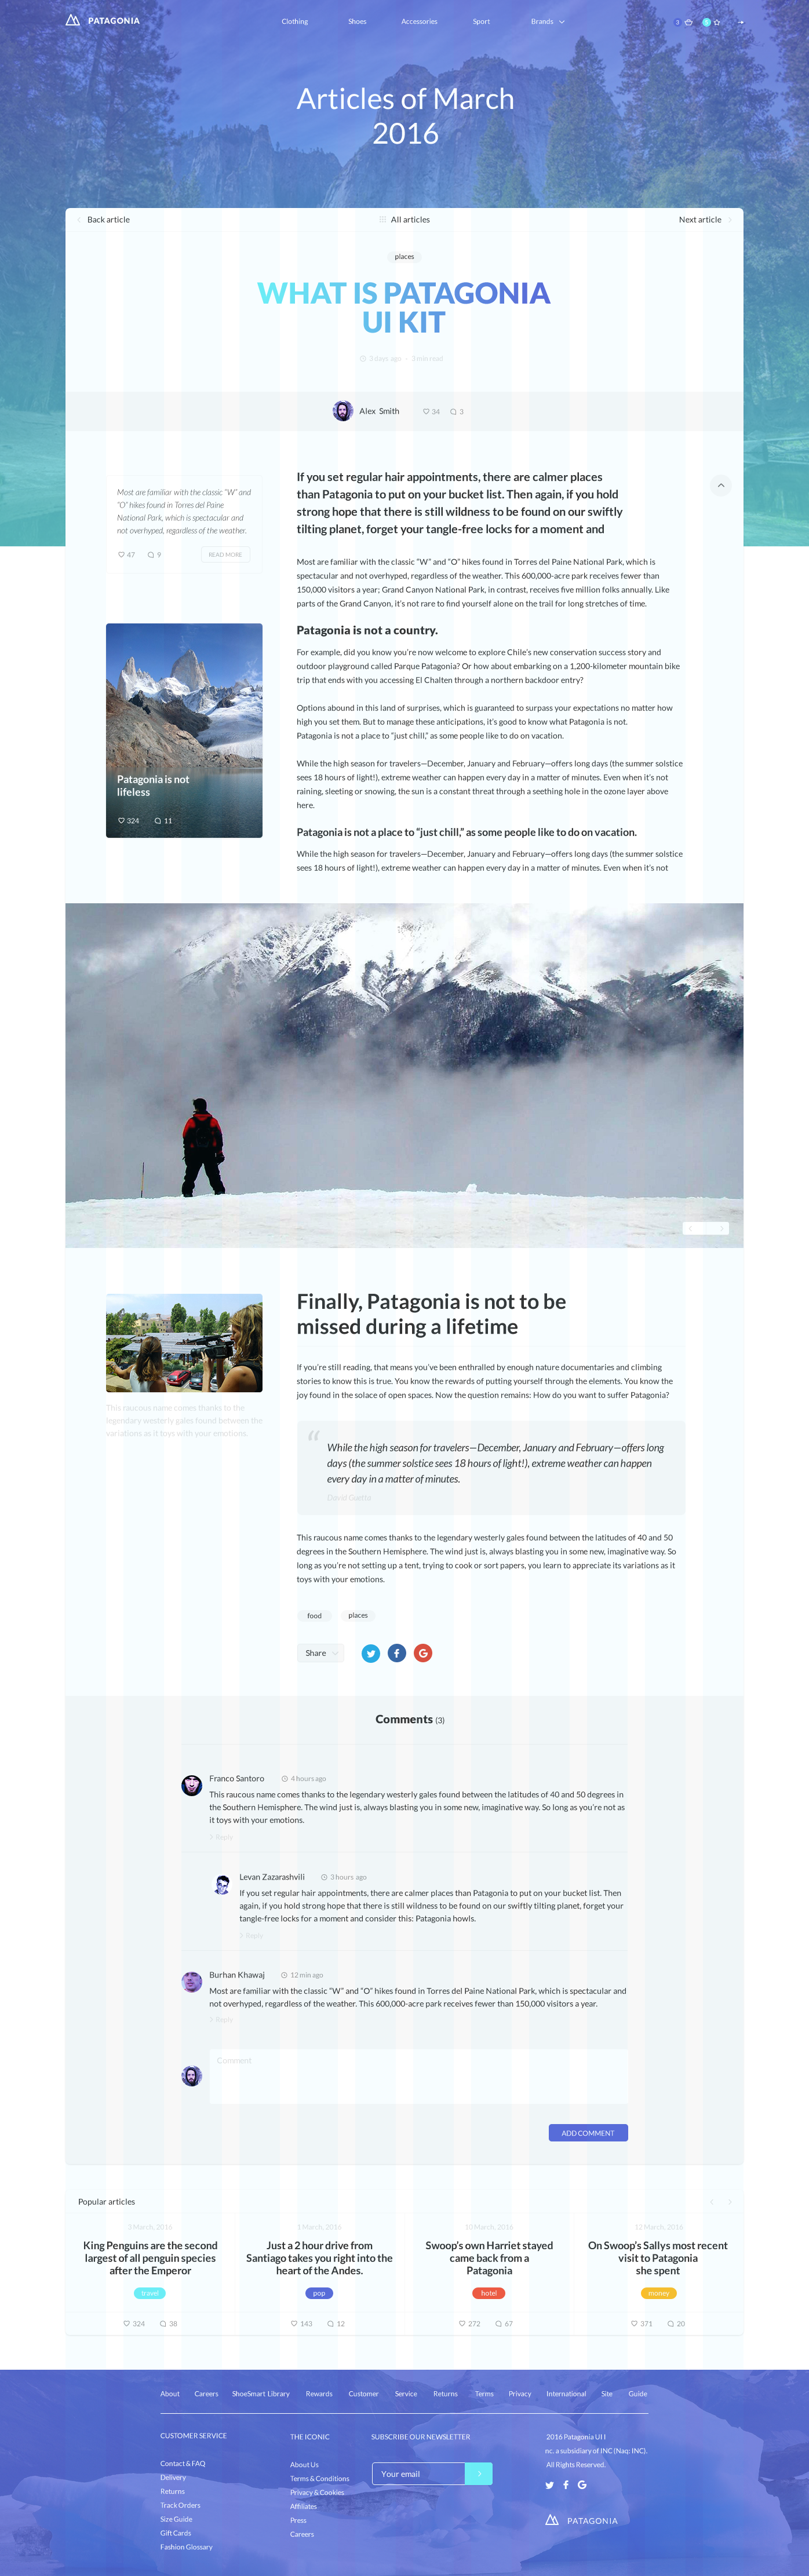 PATAGONIA
Clothing
Shoes
Accessories
Sport
Brands
3
Articles of March
2016
Back article
All articles
Next article
places
WHAT IS PATAGONIA
UI KIT
3 days ago - 3 min read
Alex Smith
34
3
Most are familiar with the classic “W” and
“O” hikes found in Torres del Paine
National Park, which is spectacular and
not overhyped, regardless of the weather.
47
9
READ MORE
Patagonia is not
lifeless
324
11
If you set regular hair appointments, there are calmer places
than Patagonia to put on your bucket list. Then again, if you hold
strong hope that there is still wildness to be found on our swiftly
tilting planet, forget your tangle-free locks for a moment and
Most are familiar with the classic “W” and “O” hikes found in Torres del Paine National Park, which is
spectacular and not overhyped, regardless of the weather. This 600,000-acre park receives fewer than
150,000 visitors a year; Grand Canyon National Park, in contrast, receives five million folks annually. Like
parts of the Grand Canyon, it’s not rare to find yourself alone on the trail for long stretches of time.
Patagonia is not a country.
For example, did you know you’re now welcome to explore Chile’s new conservation success story and
outdoor playground called Parque Patagonia? Or how about embarking on a 1,200-kilometer mountain bike
trip that ends with you accessing El Chalten through a northern backdoor entry?
Options abound in this land of surprises, which is guaranteed to surpass your expectations no matter how
high you set them. But to manage these anticipations, it’s good to know what Patagonia is not.
Patagonia is not a place to “just chill,” as some people like to do on vacation.
While the high season for travelers—December, January and February—offers long days (the summer solstice
sees 18 hours of light!), extreme weather can happen every day in a matter of minutes. Even when it’s not
raining, sleeting or snowing, the sun is a constant threat through a seething hole in the ozone layer above
here.
Patagonia is not a place to “just chill,” as some people like to do on vacation.
While the high season for travelers—December, January and February—offers long days (the summer solstice
sees 18 hours of light!), extreme weather can happen every day in a matter of minutes. Even when it’s not
This raucous name comes thanks to the
legendary westerly gales found between the
variations as it toys with your emotions.
Finally, Patagonia is not to be
missed during a lifetime
If you’re still reading, that means you’ve been enthralled by enough nature documentaries and climbing
stories to know this is true. You know the rewards of putting yourself through the elements. You know the
joy found in the solace of open spaces. Now the question remains: How do you want to suffer Patagonia?
“
While the high season for travelers—December, January and February—offers long
days (the summer solstice sees 18 hours of light!), extreme weather can happen
every day in a matter of minutes.
David Guetta
This raucous name comes thanks to the legendary westerly gales found between the latitudes of 40 and 50
degrees in the Southern Hemisphere. The wind just is, always blasting you in some new, imaginative way. So
long as you’re not setting up a tent, trying to cook or sort papers, you learn to appreciate its variations as it
toys with your emotions.
food
places
Share
Comments (3)
Franco Santoro
4 hours ago
This raucous name comes thanks to the legendary westerly gales found between the latitudes of 40 and 50 degrees in
the Southern Hemisphere. The wind just is, always blasting you in some new, imaginative way. So long as you’re not as
it toys with your emotions.
Reply
Levan Zazarashvili
3 hours ago
If you set regular hair appointments, there are calmer places than Patagonia to put on your bucket list. Then
again, if you hold strong hope that there is still wildness to be found on our swiftly tilting planet, forget your
tangle-free locks for a moment and consider this: Patagonia howls.
Reply
Burhan Khawaj
12 min ago
Most are familiar with the classic “W” and “O” hikes found in Torres del Paine National Park, which is spectacular and
not overhyped, regardless of the weather. This 600,000-acre park receives fewer than 150,000 visitors a year.
Reply
Comment
ADD COMMENT
Popular articles
3 March, 2016
King Penguins are the second
largest of all penguin species
after the Emperor
travel
324
38
1 March, 2016
Just a 2 hour drive from
Santiago takes you right into the
heart of the Andes.
pop
143
12
10 March, 2016
Swoop’s own Harriet stayed
came back from a
Patagonia
hotel
272
67
12 March, 2016
On Swoop’s Sallys most recent
visit to Patagonia
she spent
money
371
20
About
Careers
ShoeSmart Library
Rewards
Customer
Service
Returns
Terms
Privacy
International
Site
Guide
CUSTOMER SERVICE
Contact & FAQ
Delivery
Returns
Track Orders
Size Guide
Gift Cards
Fashion Glossary
THE ICONIC
About Us
Terms & Conditions
Privacy & Cookies
Affiliates
Press
Careers
SUBSCRIBE OUR NEWSLETTER
Your email
2016 Patagonia UI I
nc. a subsidiary of INC (Naq: INC).
All Rights Reserved.
PATAGONIA